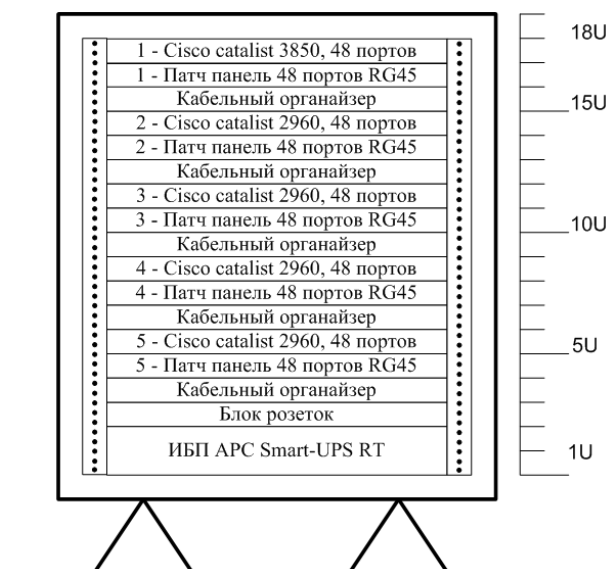 18U
1 - Cisco catalist 3850, 48 портов
1 - Патч панель 48 портов RG45
Кабельный органайзер
15U
2 - Cisco catalist 2960, 48 портов
2 - Патч панель 48 портов RG45
Кабельный органайзер
3 - Cisco catalist 2960, 48 портов
3 - Патч панель 48 портов RG45
10U
Кабельный органайзер
4 - Cisco catalist 2960, 48 портов
4 - Патч панель 48 портов RG45
Кабельный органайзер
5 - Cisco catalist 2960, 48 портов
5U
5 - Патч панель 48 портов RG45
Кабельный органайзер
Блок розеток
ИБП APC Smart-UPS RT
1U